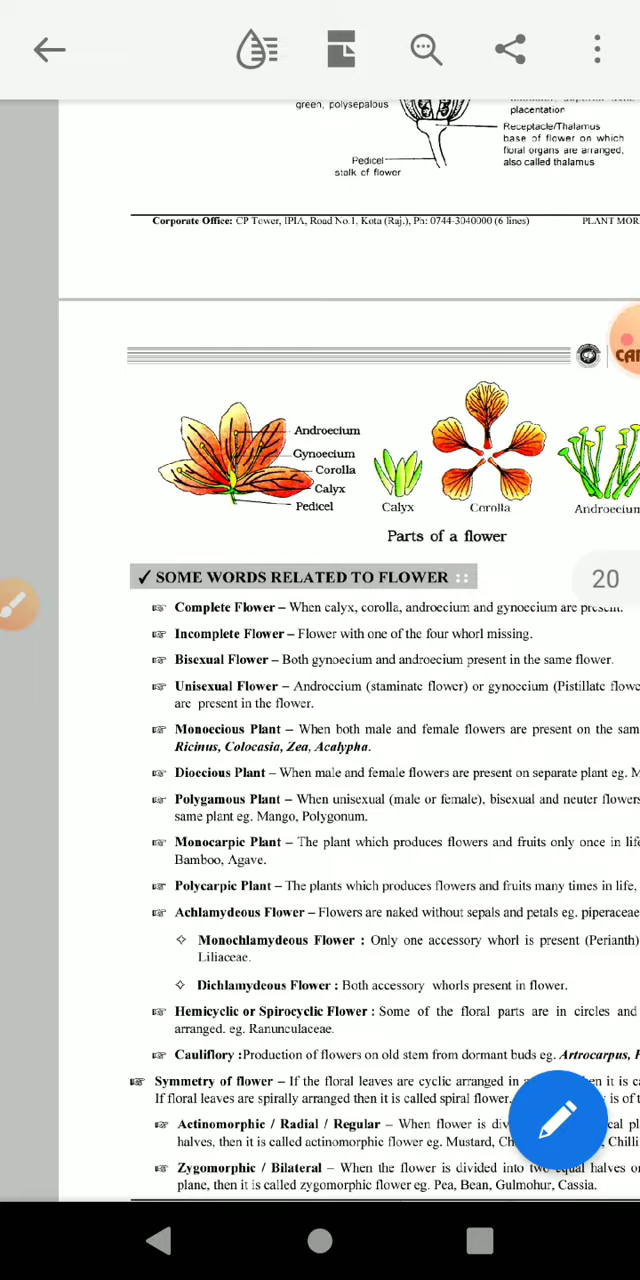 green, polysepalous
placentation
Receptacle/Thalamus
base of flower on which
floral organs are arranged,
also called thalamus
Pedicel
stalk of flower
Corporate Office: CP Tower, IPIA, Road No.1, Kota (Raj.), Ph: 0744-3040000 (6 lines) PLANT MOR
Androecium
Gynoecium
Corolla
Calyx
Pedicel
Calyx
Corolla
Androecium
Parts of a flower
✓ SOME WORDS RELATED TO FLOWER
20
Complete Flower – When calyx, corolla, androecium and gynoecium are present.
Incomplete Flower – Flower with one of the four whorl missing.
Bisexual Flower – Both gynoecium and androecium present in the same flower.
Unisexual Flower – Androecium (staminate flower) or gynoecium (Pistillate flowe
are present in the flower.
Monoecious Plant – When both male and female flowers are present on the sam
Ricinus, Colocasia, Zea, Acalypha.
Dioecious Plant – When male and female flowers are present on separate plant eg. M
Polygamous Plant – When unisexual (male or female), bisexual and neuter flowers
same plant eg. Mango, Polygonum.
Monocarpic Plant – The plant which produces flowers and fruits only once in life
Bamboo, Agave.
Polycarpic Plant – The plants which produces flowers and fruits many times in life,
Achlamydeous Flower – Flowers are naked without sepals and petals eg. piperaceae
Monochlamydeous Flower : Only one accessory whorl is present (Perianth)
Liliaceae.
Dichlamydeous Flower : Both accessory whorls present in flower.
Hemicyclic or Spirocyclic Flower : Some of the floral parts are in circles and
arranged. eg. Ranunculaceae.
Cauliflory :Production of flowers on old stem from dormant buds eg. Artrocarpus, F
Symmetry of flower – If the floral leaves are cyclic arranged in en it is ca
If floral leaves are spirally arranged then it is called spiral flower. y is of t
Actinomorphic / Radial / Regular – When flower is div cal pl
halves, then it is called actinomorphic flower eg. Mustard, Ch , Chilli
Zygomorphic / Bilateral – When the flower is divided into two equal halves on
plane, then it is called zygomorphic flower eg. Pea, Bean, Gulmohur, Cassia.